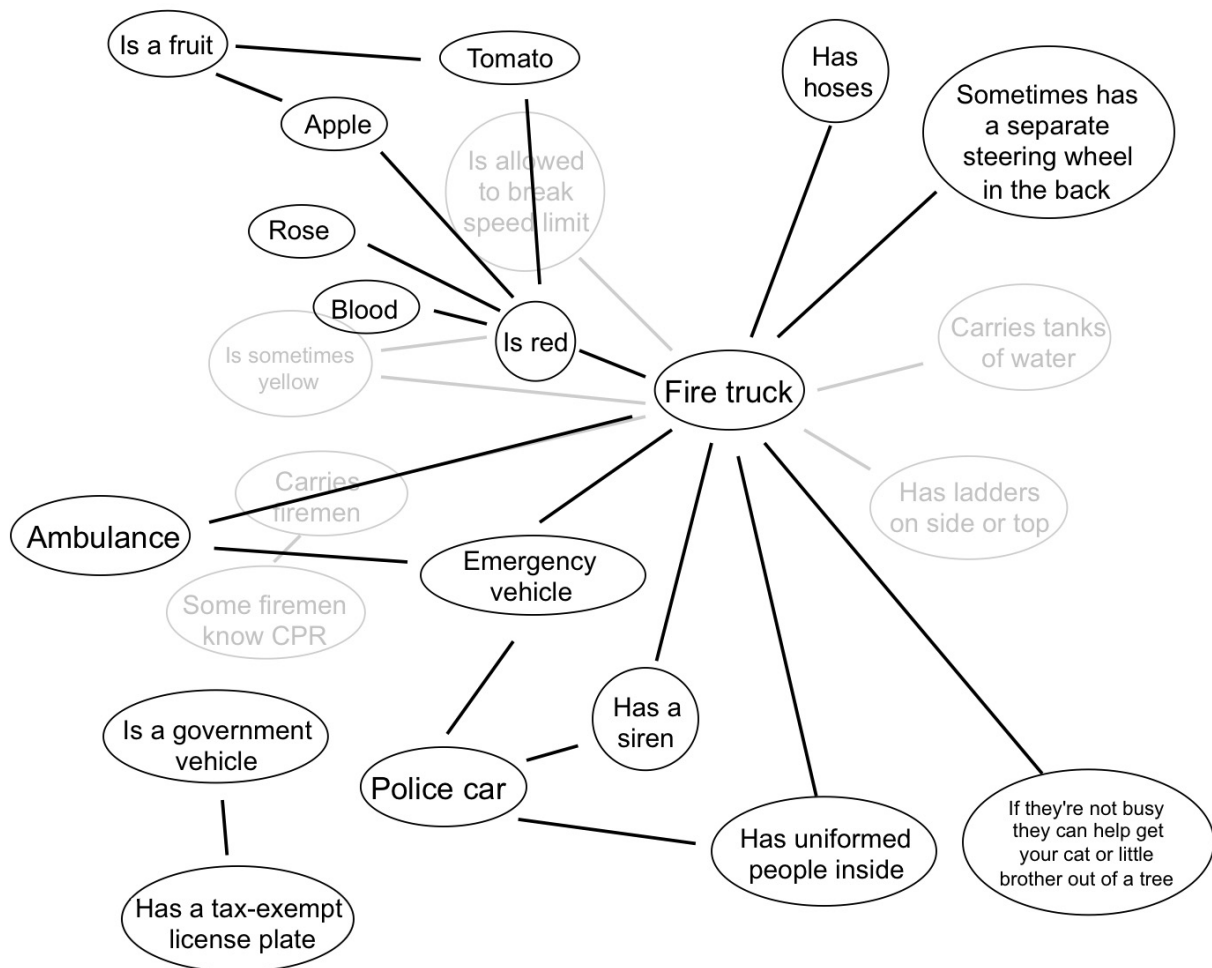 Is a fruit
Tomato
Has
hoses
Sometimes has
a separate
steering wheel
in the back
Apple
Is allowed
to break
speed limit
Rose
Blood
Is red
Is sometimes
yellow
Carries tanks
of water
Fire truck
Carries
firemen
Has ladders
on side or top
Ambulance
Emergency
vehicle
Some firemen
know CPR
Has a
siren
Is a government
vehicle
Police car
If they're not busy
they can help get
your cat or little
brother out of a tree
Has uniformed
people inside
Has a tax-exempt
license plate